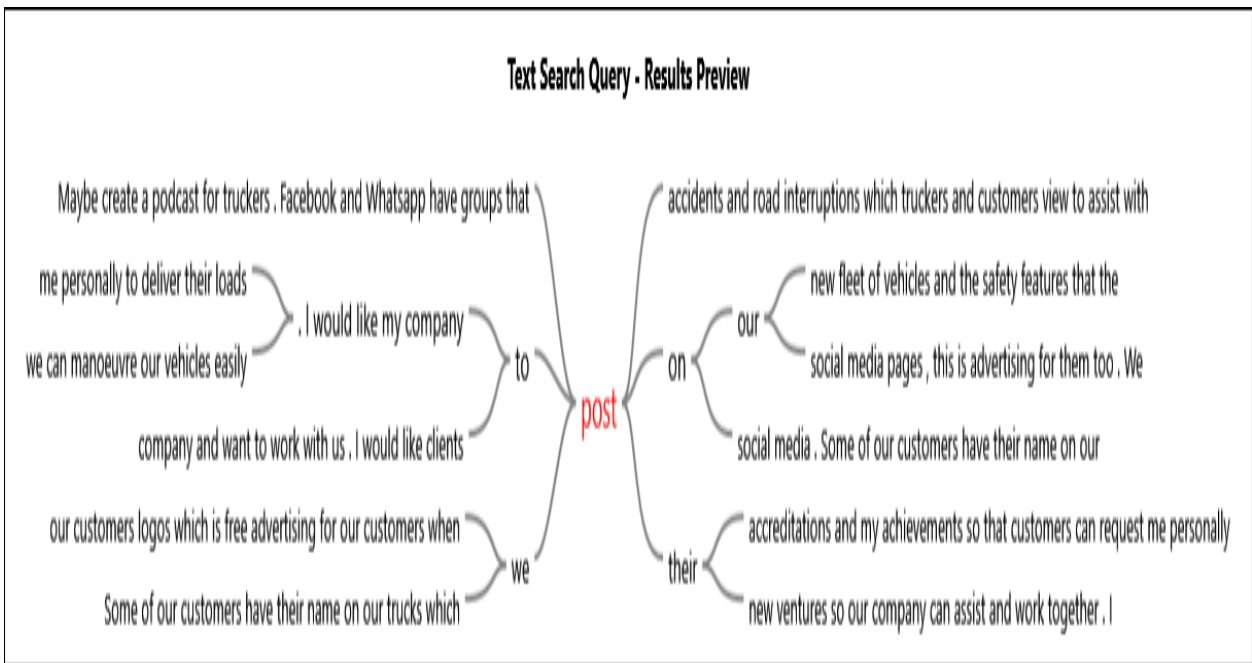 Text Search Query - Results Preview
Maybe create a podcast for truckers . Facebook and Whatsapp have groups that
me personally to deliver their loads
we can manoeuvre our vehicles easily
. I would like my company
company and want to work with us . I would like clients
to
our customers logos which is free advertising for our customers when
Some of our customers have their name on our trucks which
we
post
accidents and road interruptions which truckers and customers view to assist with
on
our
new fleet of vehicles and the safety features that the
social media pages , this is advertising for them too . We
social media . Some of our customers have their name on our
their
accreditations and my achievements so that customers can request me personally
new ventures so our company can assist and work together . I